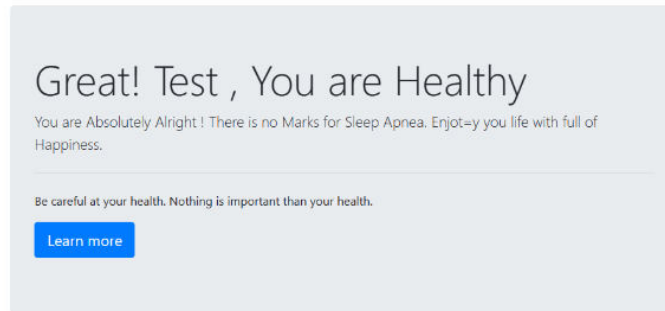 Great! Test , You are Healthy
You are Absolutely Alright ! There is no Marks for Sleep Apnea. Enjot=y you life with full of
Happiness.
Be careful at your health. Nothing is important than your health.
Learn more